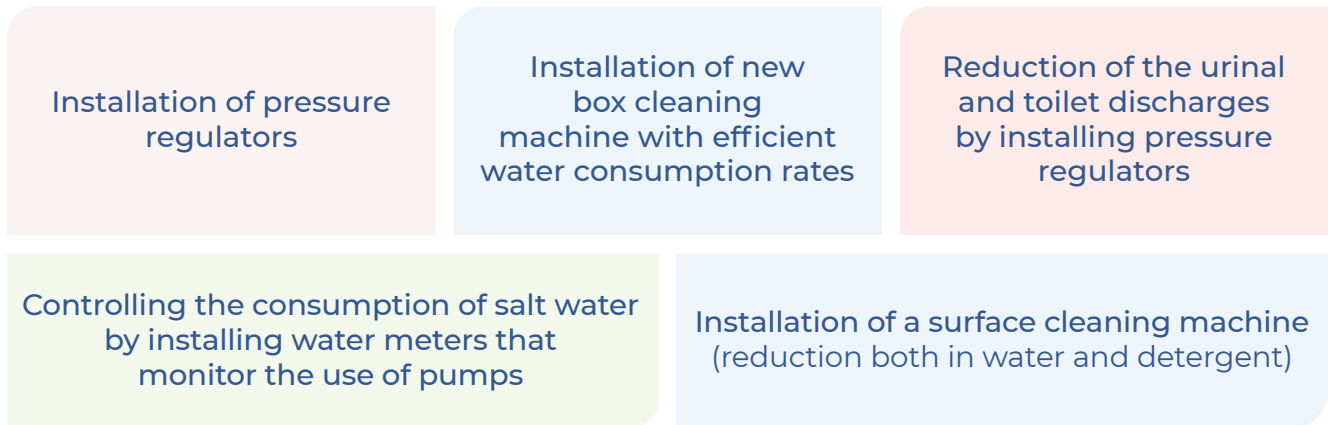 Installation of pressure
regulators
Installation of new
box cleaning
machine with efficient
water consumption rates
Reduction of the urinal
and toilet discharges
by installing pressure
regulators
Controlling the consumption of salt water
by installing water meters that
monitor the use of pumps
Installation of a surface cleaning machine
(reduction both in water and detergent)